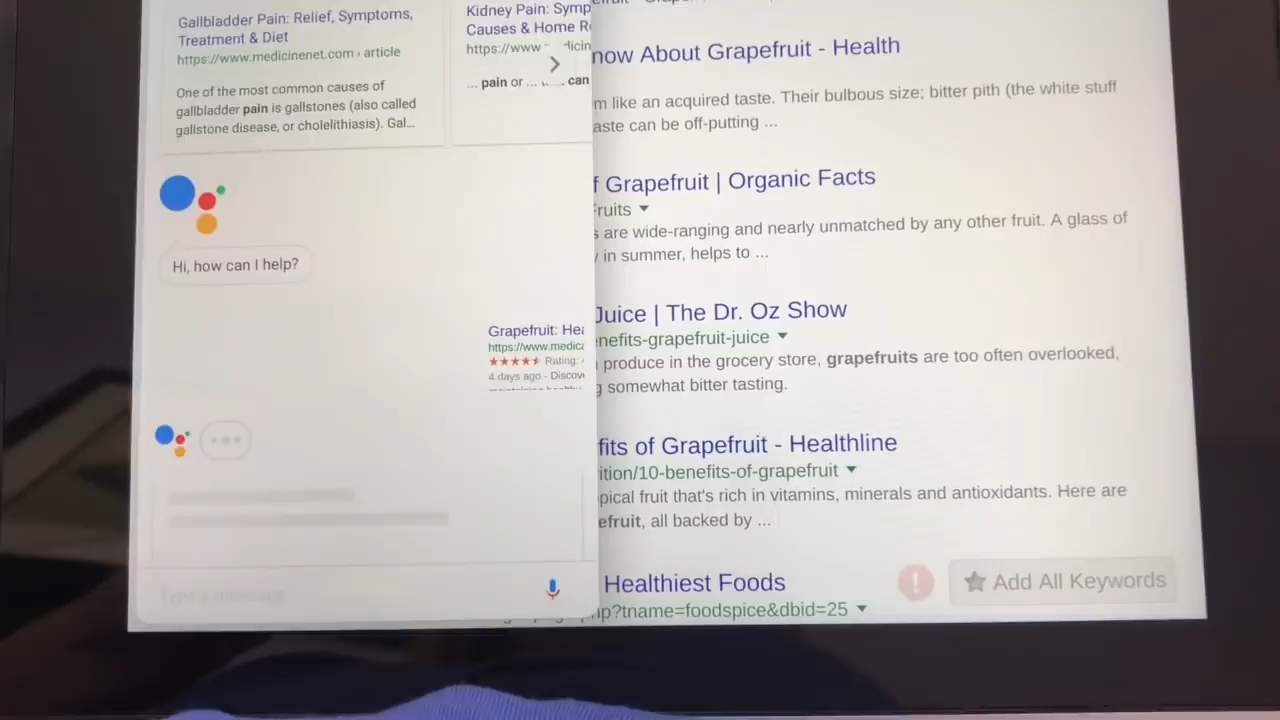 Gallbladder Pain: Relief, Symptoms,
Treatment & Diet
https://www.medicinenet.com › article
One of the most common causes of
gallbladder pain is gallstones (also called
gallstone disease, or cholelithiasis). Gal...
Kidney Pain: Symp
Causes & Home R
https://www
... pain or ... can
Hi, how can I help?
Grapefruit: Hea
https://www.medica
Rating:
4 days ago - Discov
Type a message
now About Grapefruit - Health
m like an acquired taste. Their bulbous size; bitter pith (the white stuff
aste can be off-putting ...
f Grapefruit | Organic Facts
ruits
s are wide-ranging and nearly unmatched by any other fruit. A glass of
in summer, helps to ...
Juice | The Dr. Oz Show
nefits-grapefruit-juice
produce in the grocery store, grapefruits are too often overlooked,
g somewhat bitter tasting.
fits of Grapefruit - Healthline
ition/10-benefits-of-grapefruit
pical fruit that's rich in vitamins, minerals and antioxidants. Here are
efruit, all backed by ...
Healthiest Foods
hp?tname=foodspice&dbid=25
Add All Keywords